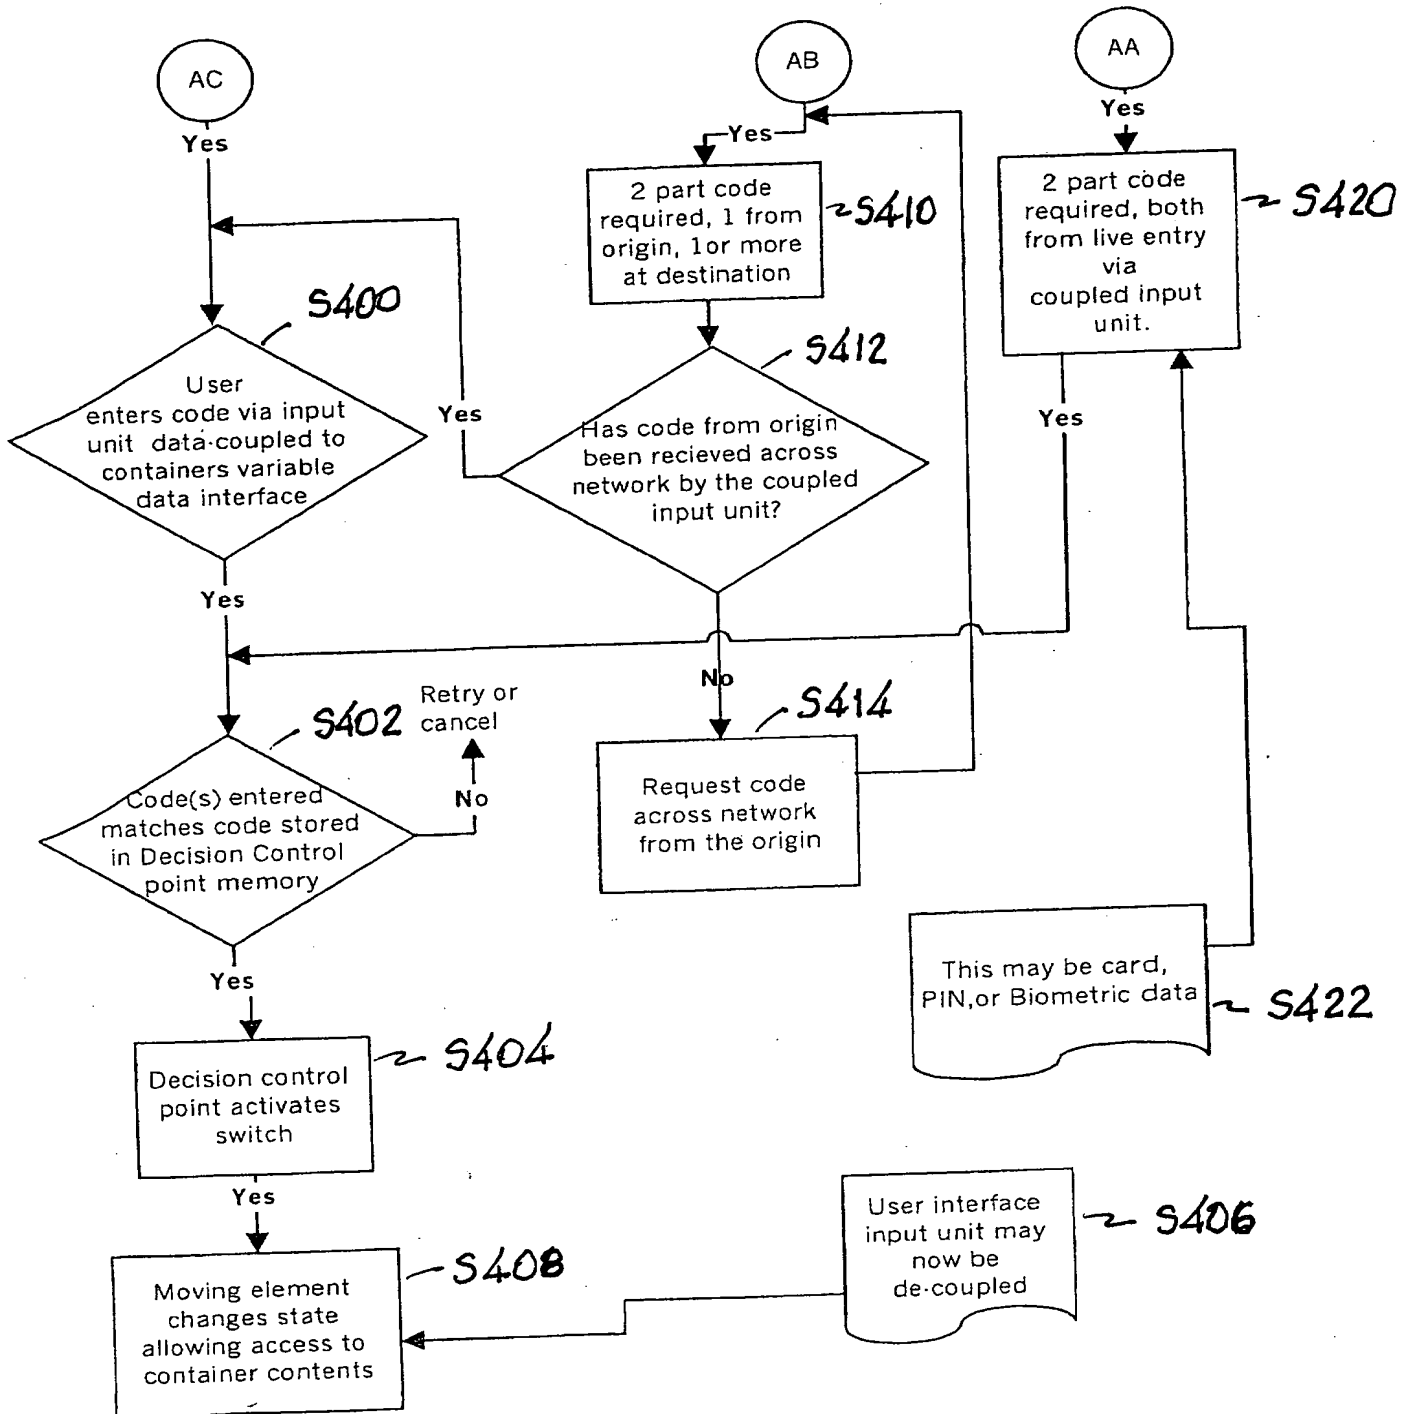 AC
AB
AA
Yes
Yes
Yes
2 part code
required, 1 from
origin, 1or more
at destination
S410
2 part code
required, both
from live entry
via
coupled input
unit.
S420
S400
User
enters code via input
unit data-coupled to
containers variable
data interface
Yes
S412
Has code from origin
been recieved across
network by the coupled
input unit?
Yes
Yes
No
S402
Retry or
cancel
S414
Code(s) entered
matches code stored
in Decision Control
point memory
No
Request code
across network
from the origin
Yes
This may be card,
PIN,or Biometric data
S422
S404
Decision control
point activates
switch
Yes
User interface
input unit may
now be
de-coupled
S406
S408
Moving element
changes state
allowing access to
container contents